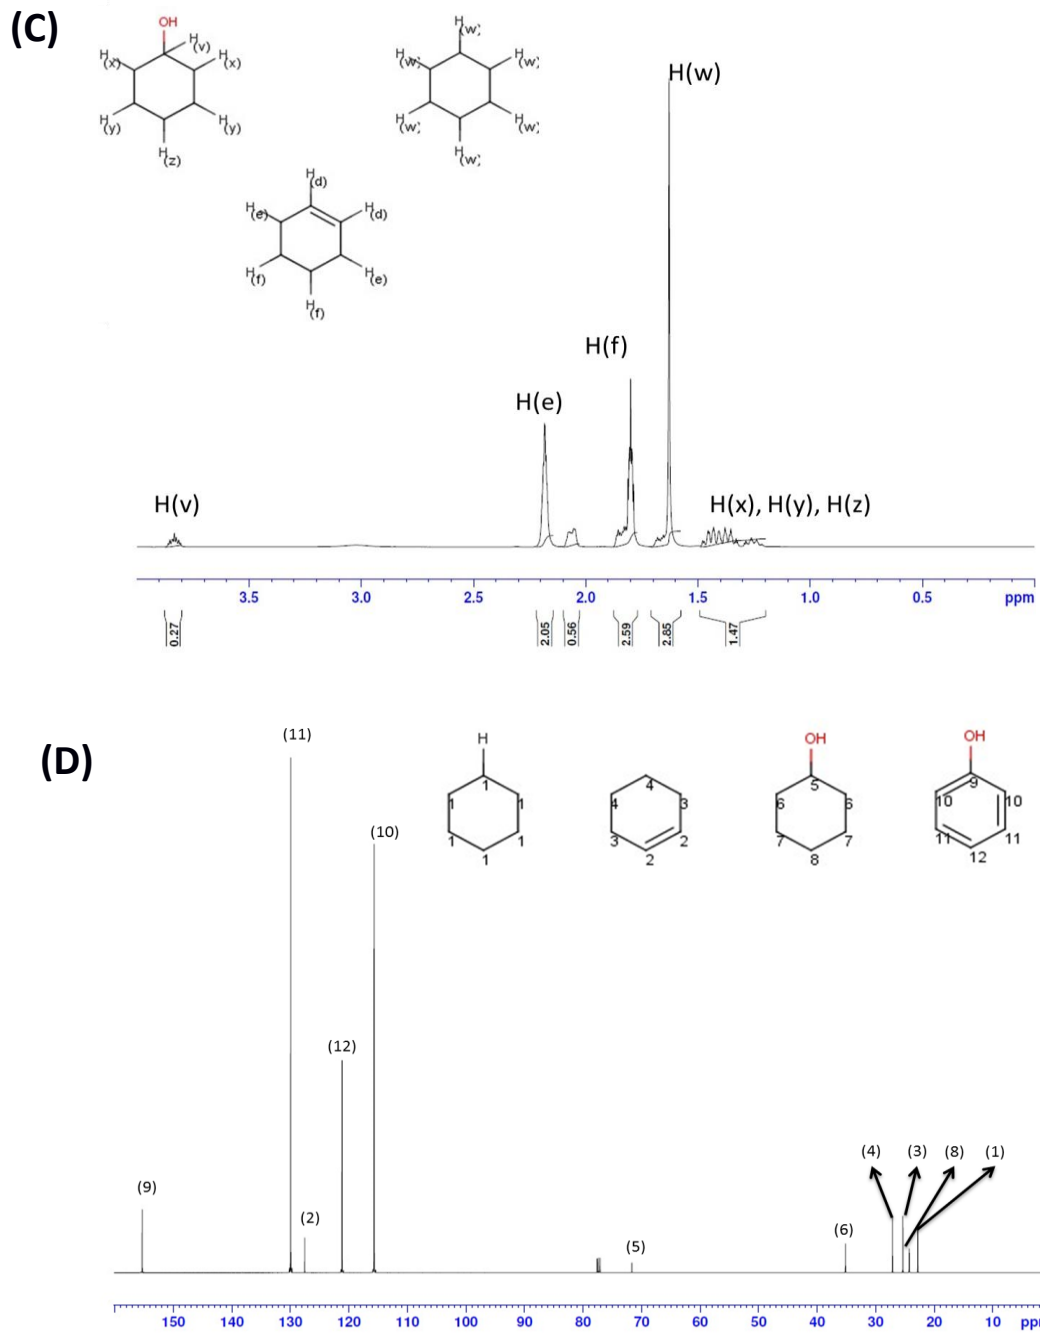 (C)
OH
H(v)
H(x) H(x)
H(y) H(y)
H(z)
H(w)
H(w) H(w)
H(w) H(w)
H(w)
H(d)
H(e) H(d)
H(f) H(e)
H(f)
H(w)
H(f)
H(e)
H(v)
H(x), H(y), H(z)
3.5 3.0 2.5 2.0 1.5 1.0 0.5 ppm
0.27 2.05 0.56 2.59 2.85 1.47
(D)
(11)
(10)
(12)
(9)
(2)
(5)
(6)
(4) (3) (8) (1)
H
1
1 1
1 1
1
4
4 3
3 2
2
OH
5
6 6
7 7
8
OH
9
10 10
11 11
12
150 140 130 120 110 100 90 80 70 60 50 40 30 20 10 pp